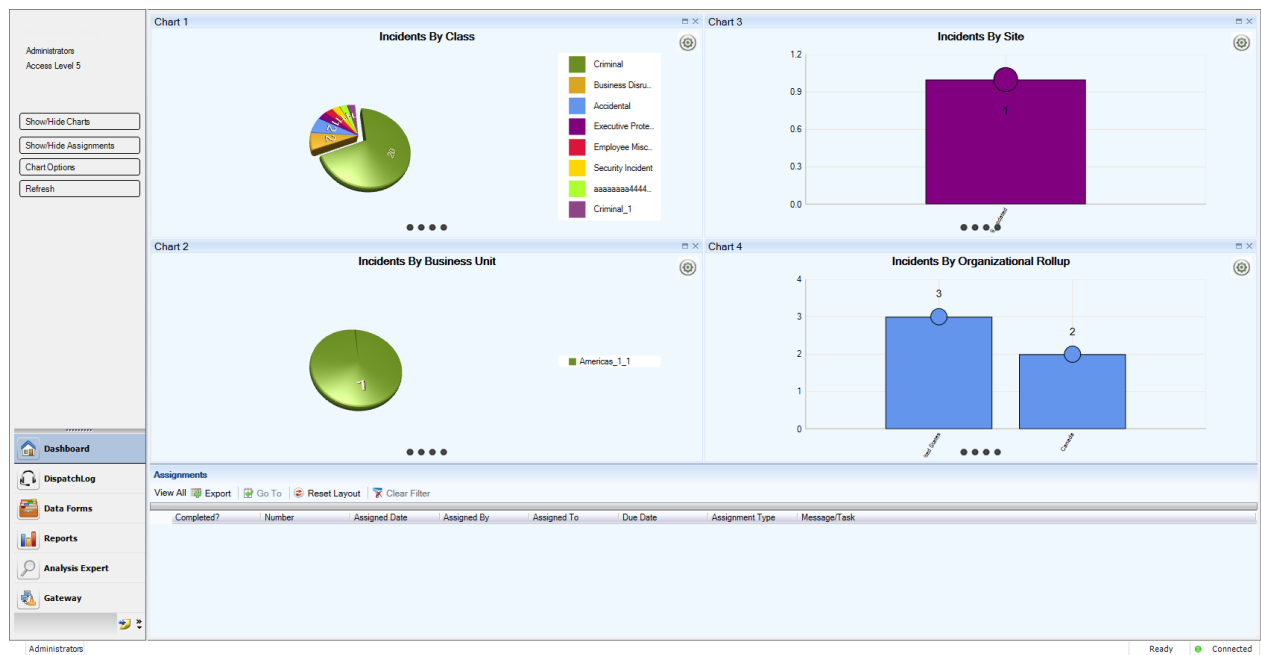 Administrators
Access Level 5
Show/Hide Charts
Show/Hide Assignments
Chart Options
Refresh
Dashboard
DispatchLog
Data Forms
Reports
Analysis Expert
Gateway
Chart 1
Incidents By Class
20
Criminal
Business Disru...
Accidental
Executive Prote...
Employee Misc...
Security Incident
aaaaaaaa4444...
Criminal_1
Chart 3
Incidents By Site
1.2
0.9
0.6
0.3
0.0
1
Chart 2
Incidents By Business Unit
7
Americas_1_1
Chart 4
Incidents By Organizational Rollup
4
3
2
1
0
3
2
Canada
Assignments
View All Export Go To Reset Layout Clear Filter
Completed? Number Assigned Date Assigned By Assigned To Due Date Assignment Type Message/Task
Administrators Ready Connected